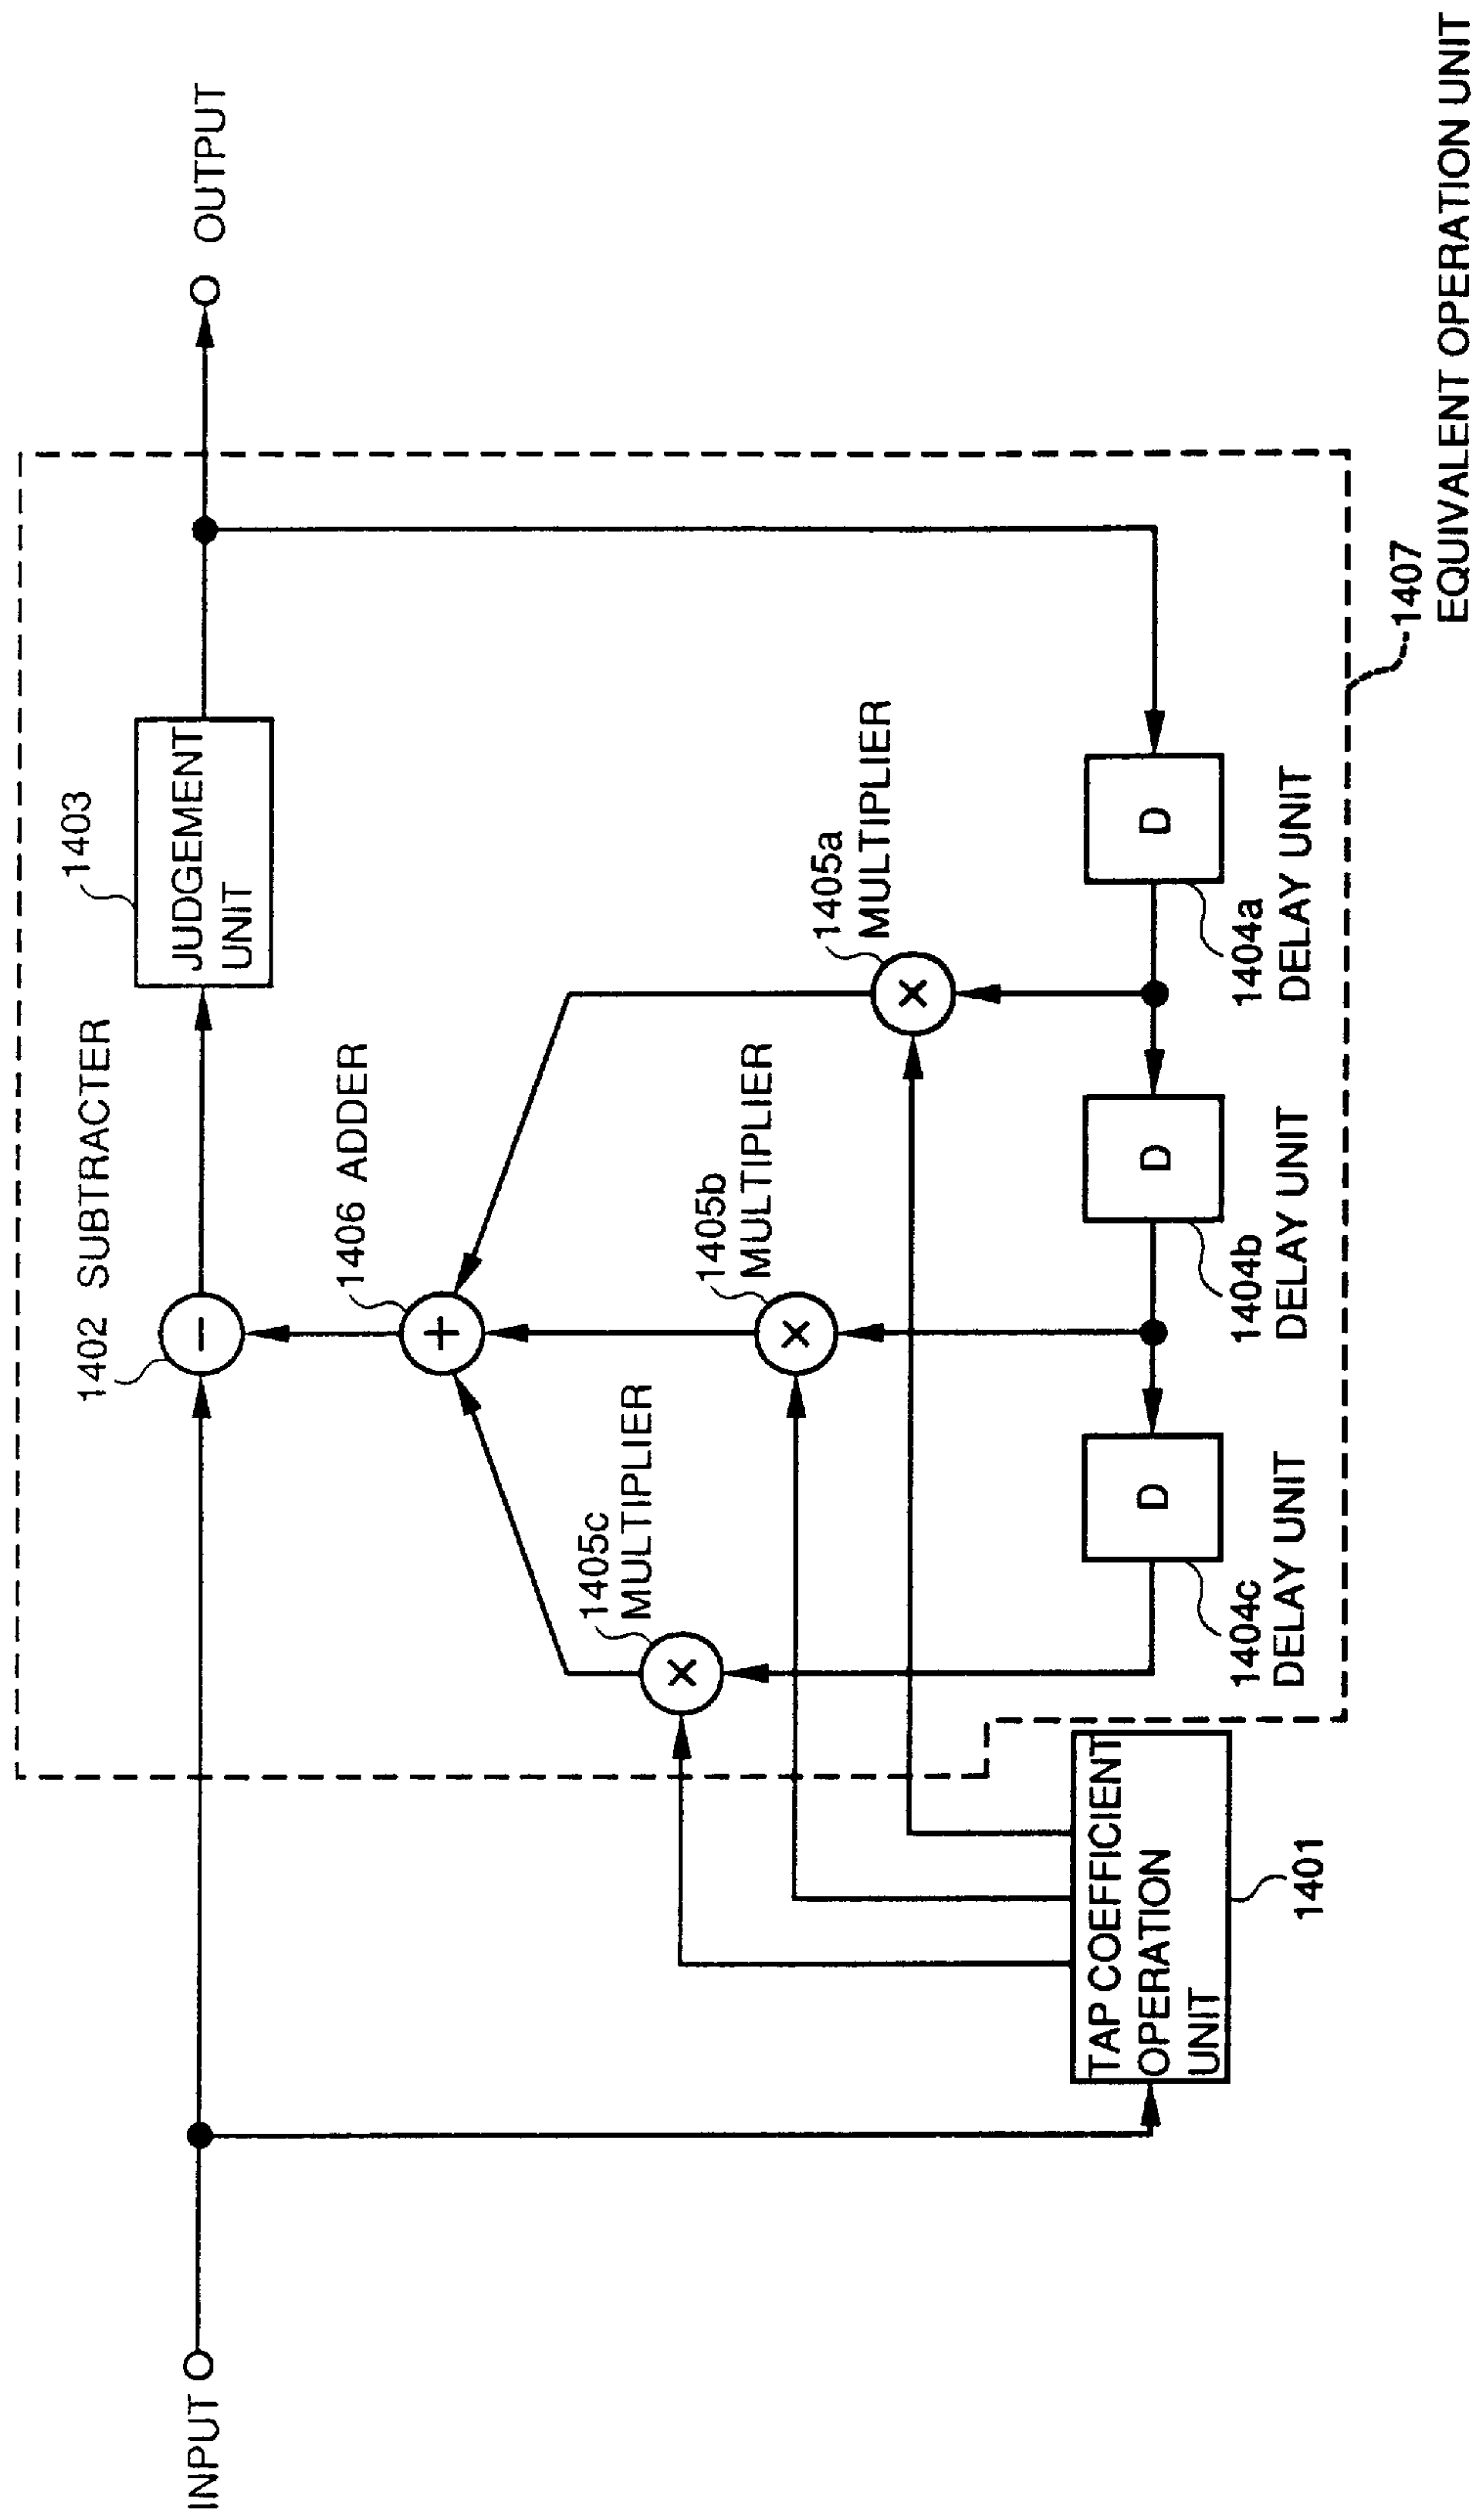 INPUT
OUTPUT
1402 SUBTRACTER
1403
JUDGEMENT
UNIT
1406 ADDER
1405c
MULTIPLIER
1405b
MULTIPLIER
1405a
MULTIPLIER
+
−
×
×
×
TAP COEFFICIENT
OPERATION
UNIT
1401
D
D
D
1404c
DELAY UNIT
1404b
DELAY UNIT
1404a
DELAY UNIT
1407
EQUIVALENT OPERATION UNIT